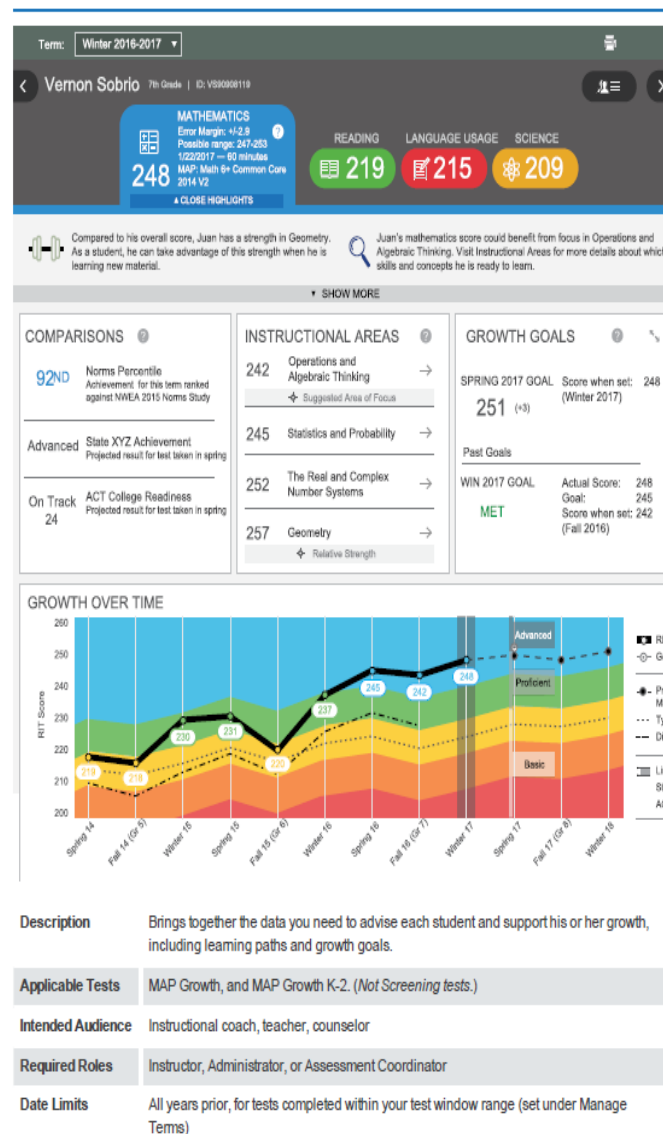 Term: Winter 2016-2017
Vernon Sobrio 7th Grade | ID: VS90908119
MATHEMATICS
Error Margin: +/-2.9
Possible range: 247-253
1/22/2017 — 60 minutes
MAP: Math 6+ Common Core
2014 V2
248
CLOSE HIGHLIGHTS
READING
219
LANGUAGE USAGE
215
SCIENCE
209
Compared to his overall score, Juan has a strength in Geometry.
As a student, he can take advantage of this strength when he is
learning new material.
Juan's mathematics score could benefit from focus in Operations and
Algebraic Thinking. Visit Instructional Areas for more details about which
skills and concepts he is ready to learn.
SHOW MORE
COMPARISONS
92ND Norms Percentile
Achievement for this term ranked
against NWEA 2015 Norms Study
Advanced State XYZ Achievement
Projected result for test taken in spring
On Track 24 ACT College Readiness
Projected result for test taken in spring
INSTRUCTIONAL AREAS
242 Operations and
Algebraic Thinking
Suggested Area of Focus
245 Statistics and Probability
252 The Real and Complex
Number Systems
257 Geometry
Relative Strength
GROWTH GOALS
SPRING 2017 GOAL Score when set: 248
251 (+3) (Winter 2017)
Past Goals
WIN 2017 GOAL Actual Score: 248
MET Goal: 245
Score when set: 242
(Fall 2016)
GROWTH OVER TIME
RIT Score
260
250
240
230
220
210
200
219
216
230
231
220
237
245
242
248
Advanced
Proficient
Basic
Spring 14
Fall 14 (Gr 5)
Winter 15
Spring 15
Fall 15 (Gr 6)
Winter 16
Spring 16
Fall 16 (Gr 7)
Winter 17
Spring 17
Fall 17 (Gr 8)
Winter 18
Description Brings together the data you need to advise each student and support his or her growth,
including learning paths and growth goals.
Applicable Tests MAP Growth, and MAP Growth K-2. (Not Screening tests.)
Intended Audience Instructional coach, teacher, counselor
Required Roles Instructor, Administrator, or Assessment Coordinator
Date Limits All years prior, for tests completed within your test window range (set under Manage
Terms)